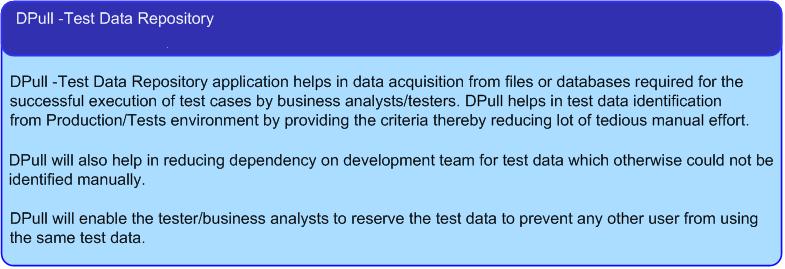 DPull -Test Data Repository
DPull -Test Data Repository application helps in data acquisition from files or databases required for the
successful execution of test cases by business analysts/testers. DPull helps in test data identification
from Production/Tests environment by providing the criteria thereby reducing lot of tedious manual effort.
DPull will also help in reducing dependency on development team for test data which otherwise could not be
identified manually.
DPull will enable the tester/business analysts to reserve the test data to prevent any other user from using
the same test data.